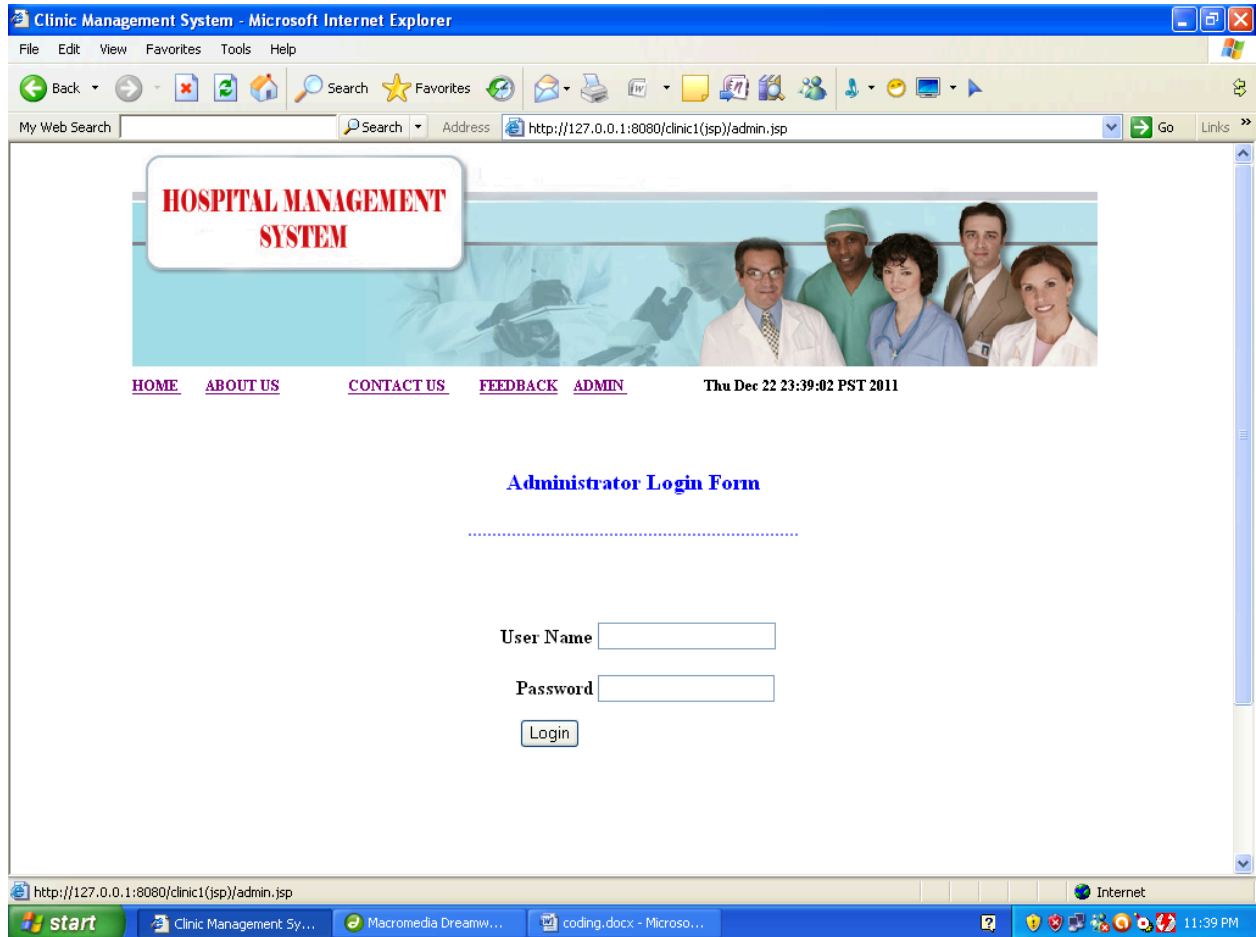 Clinic Management System - Microsoft Internet Explorer
File Edit View Favorites Tools Help
Back Search Favorites
My Web Search Search Address http://127.0.0.1:8080/clinic1(jsp)/admin.jsp Go Links »
HOSPITAL MANAGEMENT
SYSTEM
HOME ABOUT US CONTACT US FEEDBACK ADMIN Thu Dec 22 23:39:02 PST 2011
Administrator Login Form
User Name
Password
Login
http://127.0.0.1:8080/clinic1(jsp)/admin.jsp Internet
start Clinic Management Sy... Macromedia Dreamw... coding.docx - Microso... 11:39 PM